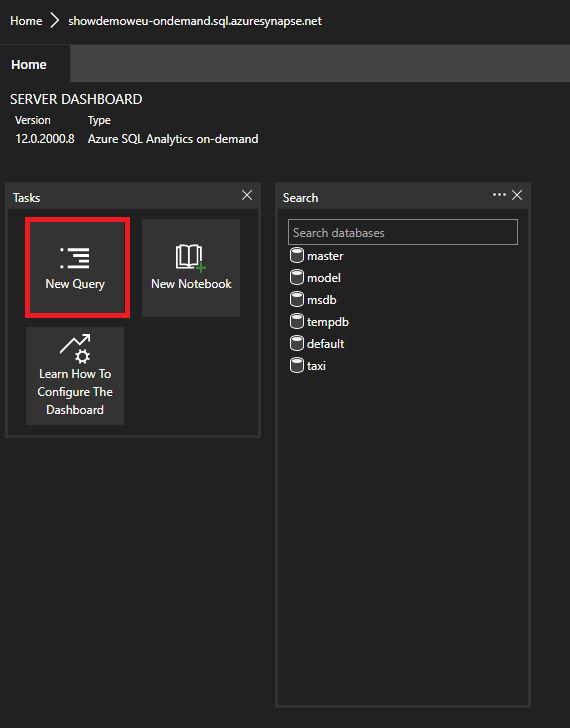 Home > showdemoweu-ondemand.sql.azuresynapse.net
Home
SERVER DASHBOARD
Version Type
12.0.2000.8 Azure SQL Analytics on-demand
Tasks
New Query
New Notebook
Learn How To
Configure The
Dashboard
Search
Search databases
master
model
msdb
tempdb
default
taxi